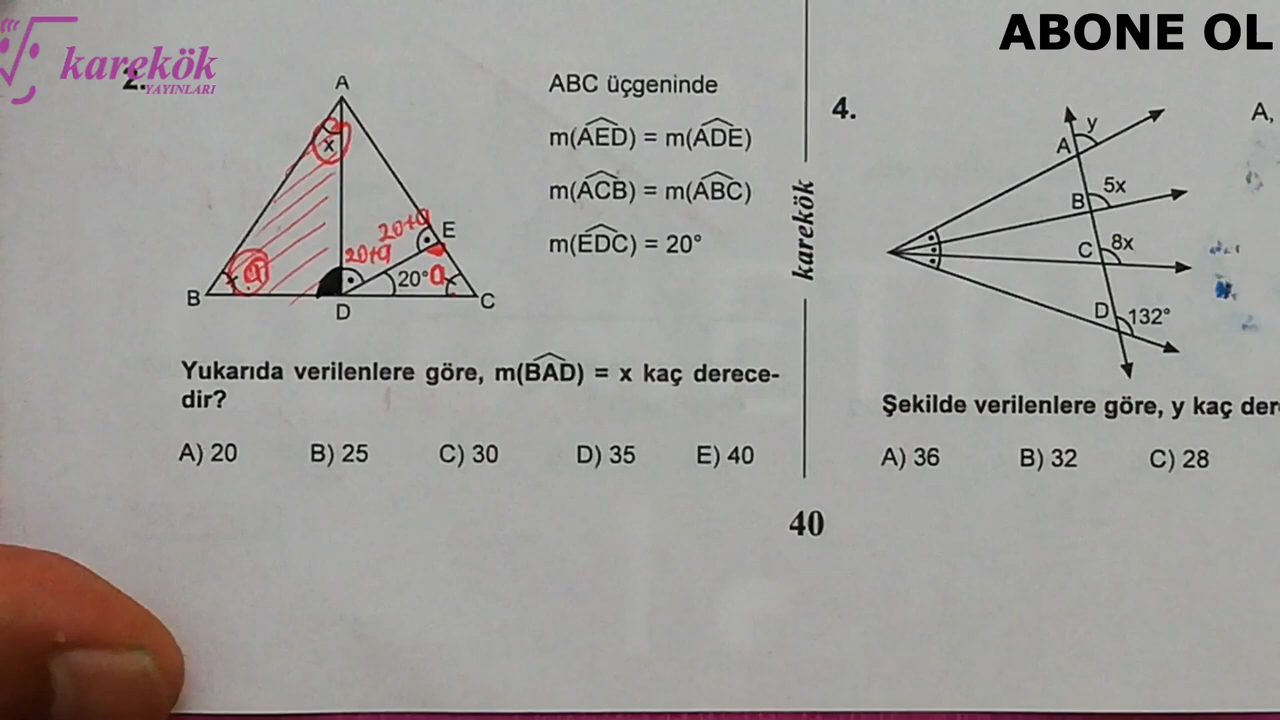 ABONE OL
karekök
YAYINLARI
2.
A
x
a
20+a
20+a
E
20°
a
B
D
C
ABC üçgeninde
m(AED) = m(ADE)
m(ACB) = m(ABC)
m(EDC) = 20°
Yukarıda verilenlere göre, m(BAD) = x kaç derece-
dir?
A) 20 B) 25 C) 30 D) 35 E) 40
karekök
40
4.
A,
y
A
5x
B
8x
C
D
132°
Şekilde verilenlere göre, y kaç der
A) 36 B) 32 C) 28